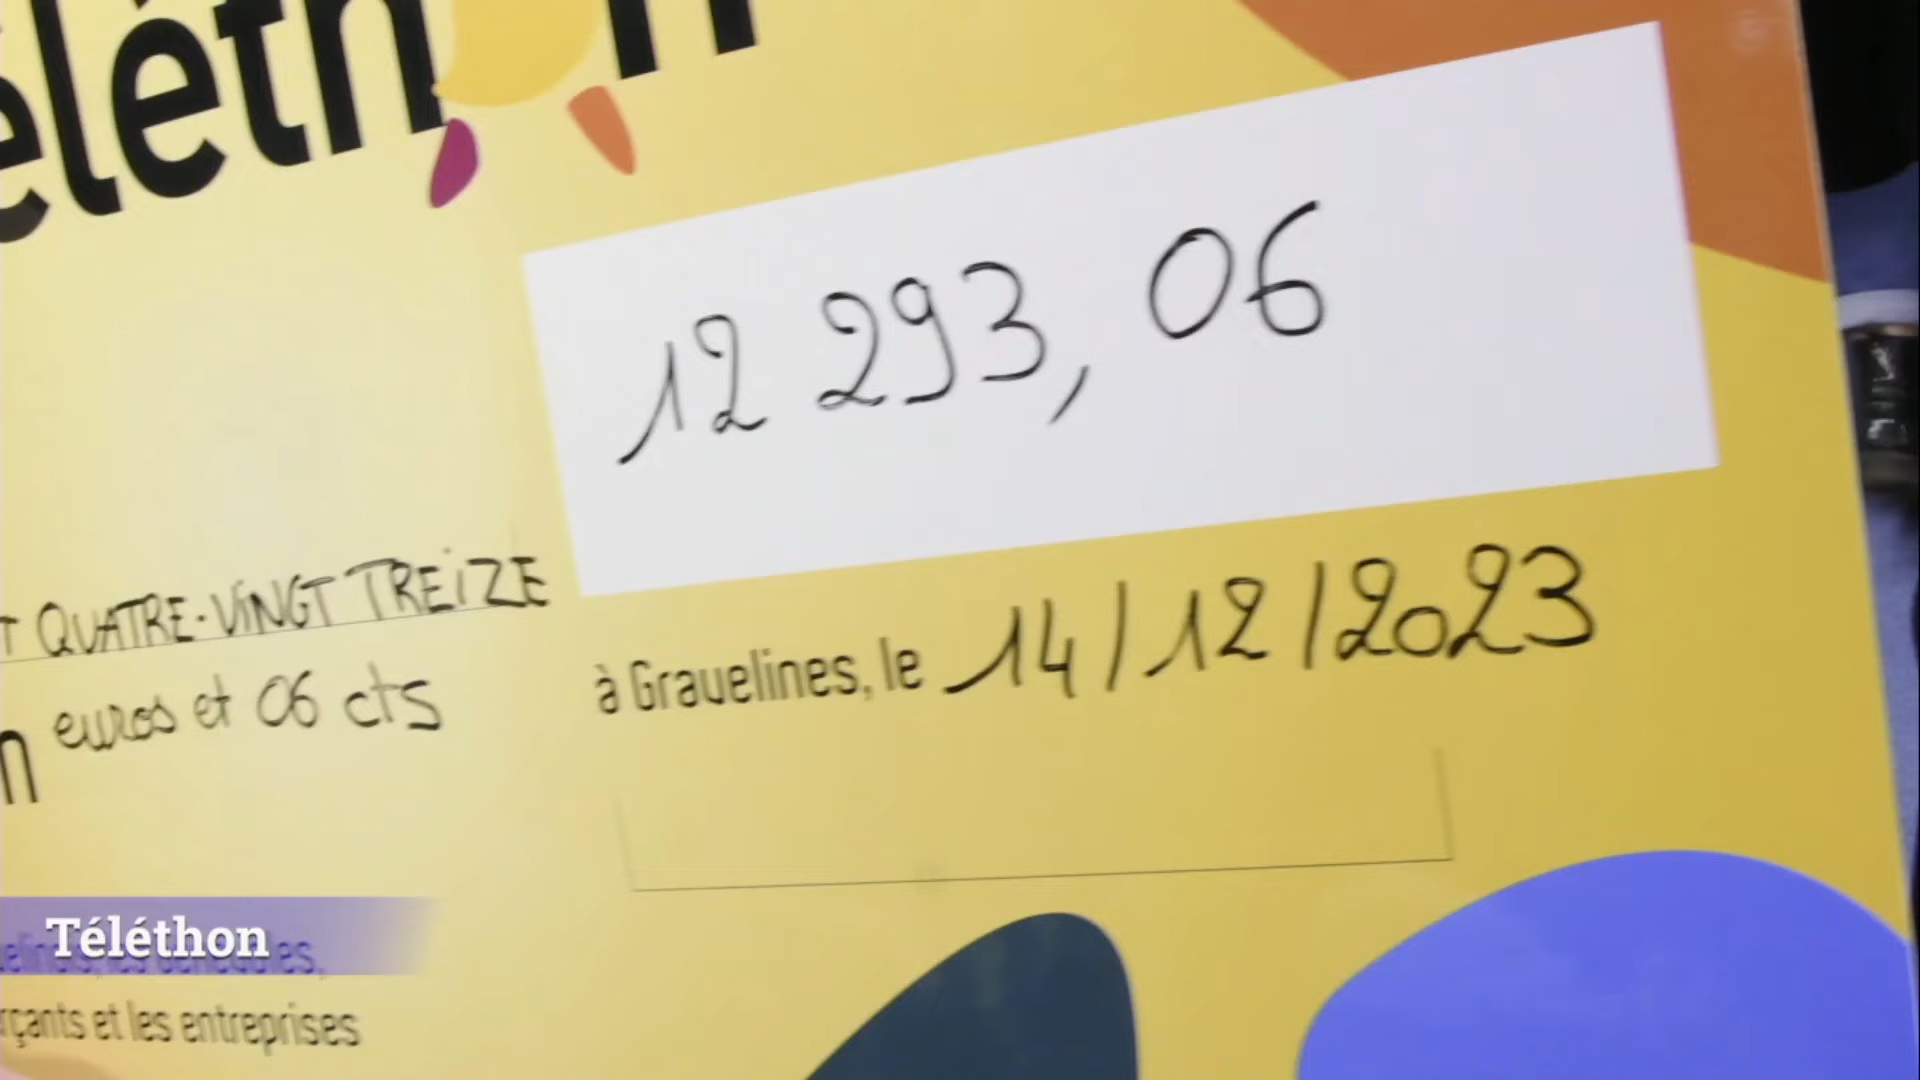 éléthon
12 293, 06
T QUATRE-VINGT TREIZE
n euros et 06 cts
à Gravelines, le 14/12/2023
Téléthon
rçants et les entreprises